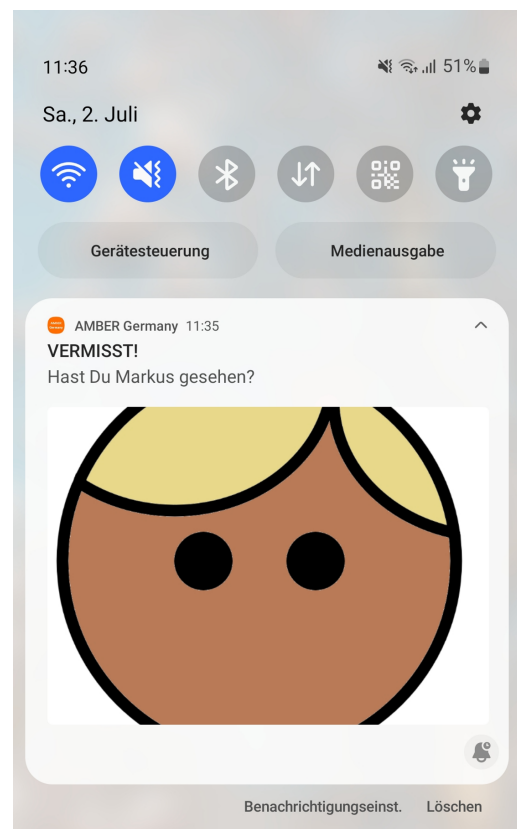 11:36 51%
Sa., 2. Juli
Gerätesteuerung Medienausgabe
AMBER Germany 11:35
VERMISST!
Hast Du Markus gesehen?
Benachrichtigungseinst. Löschen